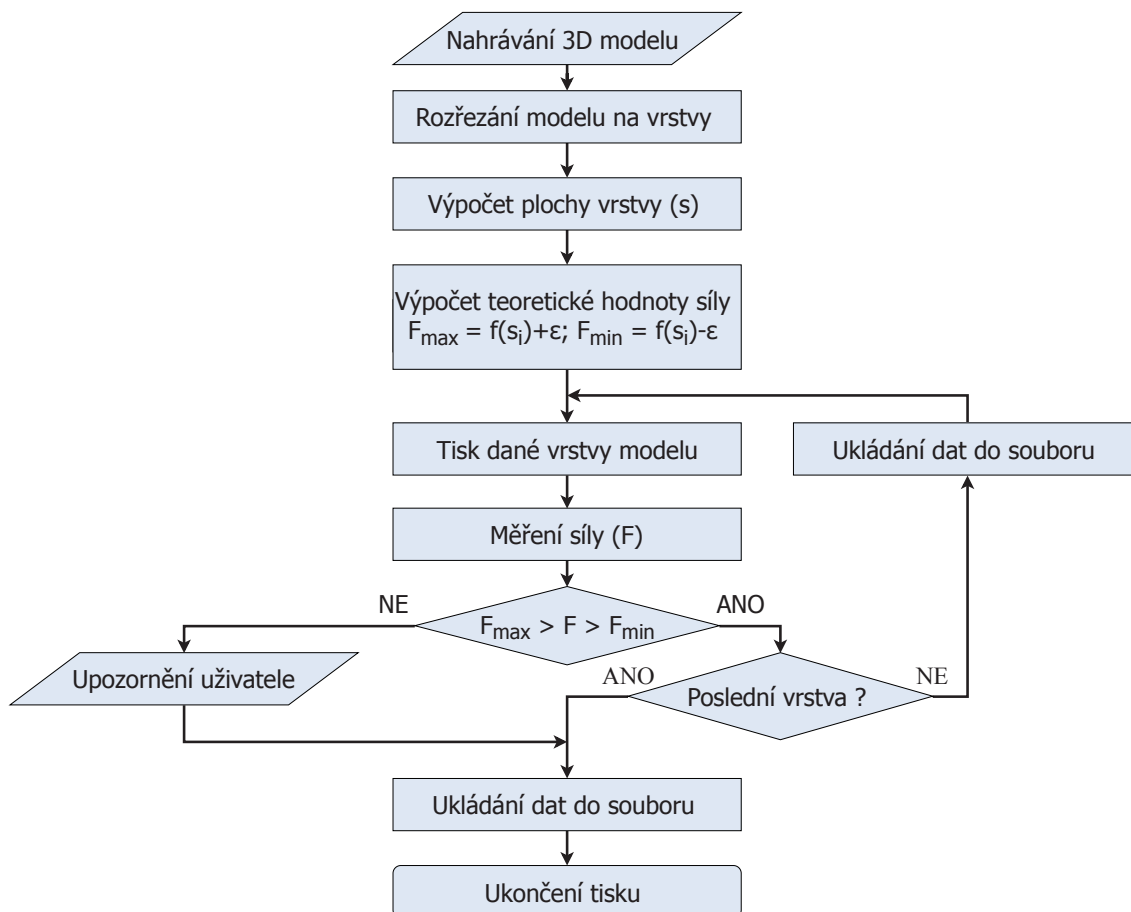 Nahrávání 3D modelu
Rozřezání modelu na vrstvy
Výpočet plochy vrstvy (s)
Výpočet teoretické hodnoty síly
Fmax = f(si)+ε; Fmin = f(si)-ε
Tisk dané vrstvy modelu
Ukládání dat do souboru
Měření síly (F)
NE
ANO
Fmax > F > Fmin
Upozornění uživatele
ANO
Poslední vrstva ?
NE
Ukládání dat do souboru
Ukončení tisku